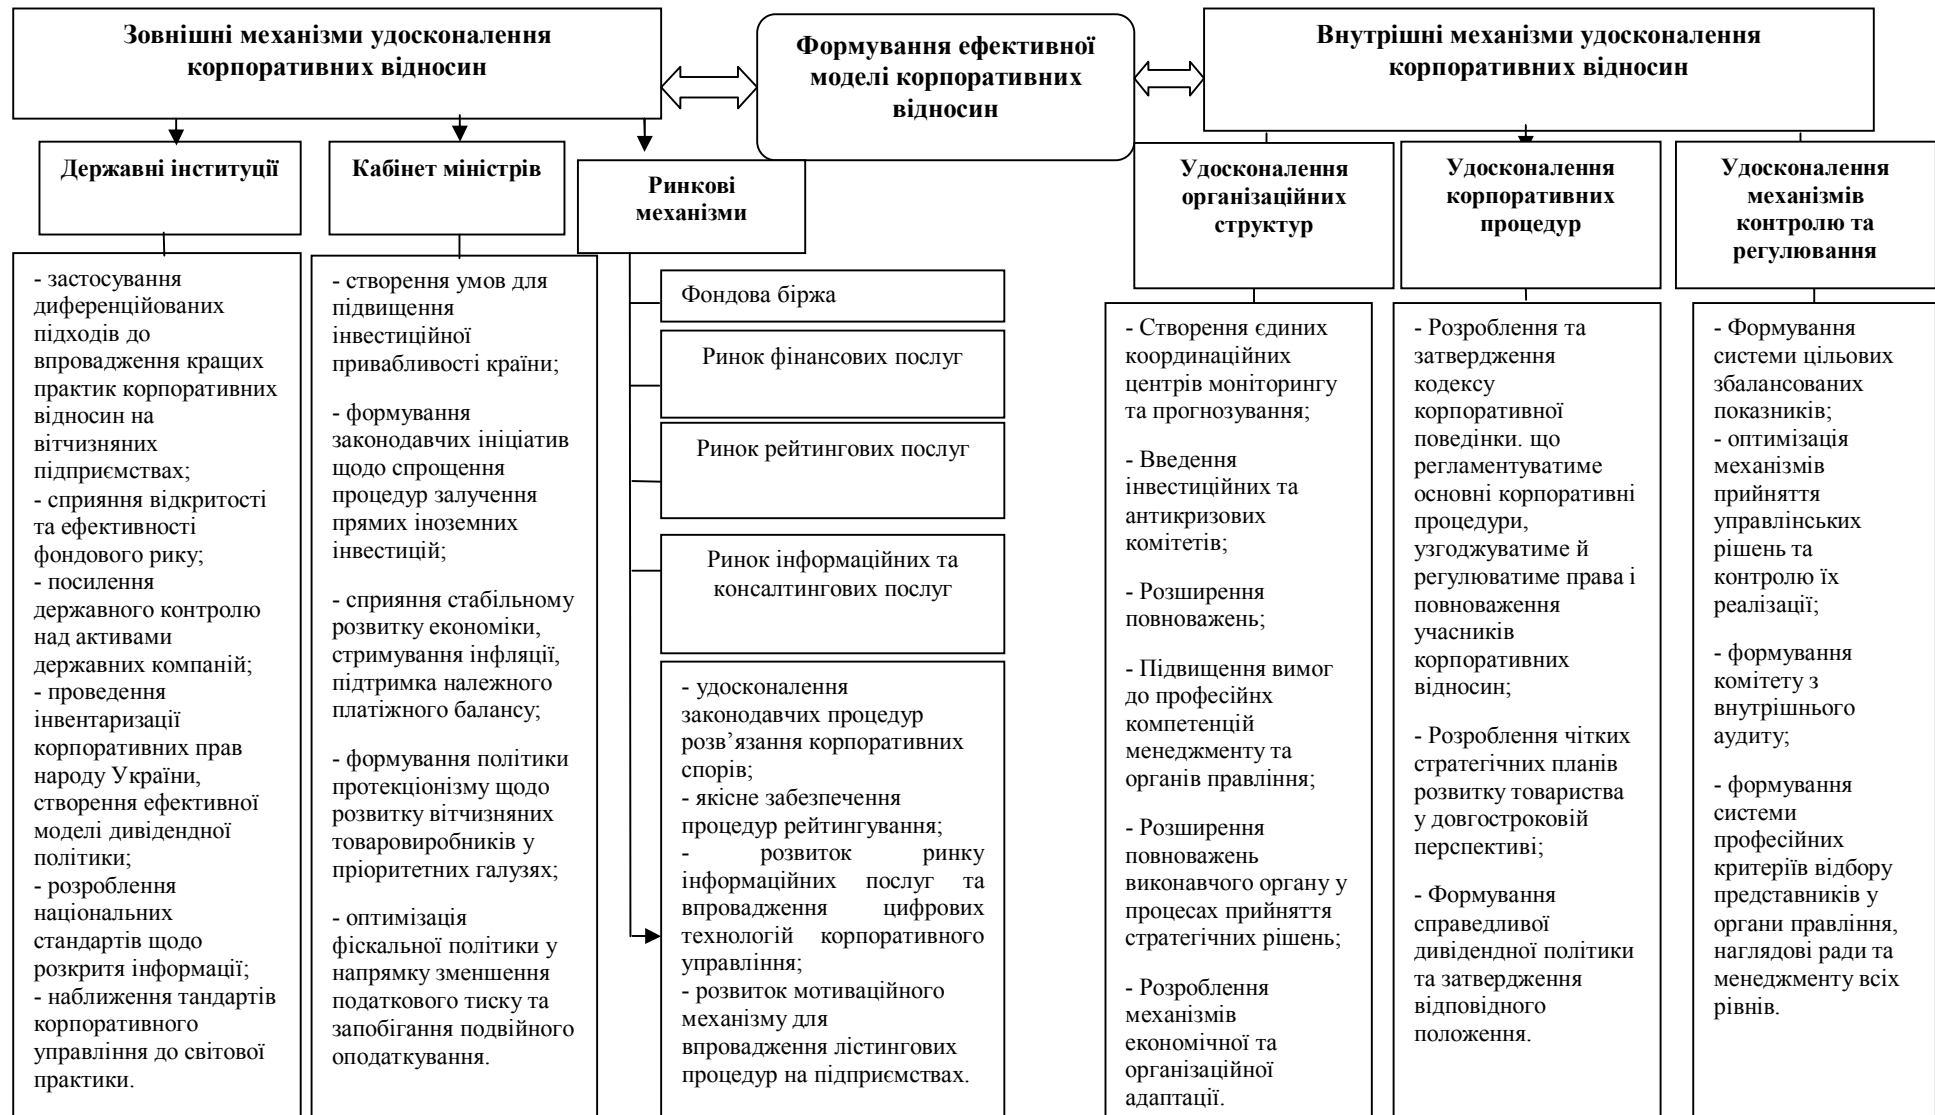 Зовнішні механізми удосконалення
корпоративних відносин
Формування ефективної
моделі корпоративних
відносин
Внутрішні механізми удосконалення
корпоративних відносин
Державні інституції
Кабінет міністрів
Ринкові
механізми
Удосконалення
організаційних
структур
Удосконалення
корпоративних
процедур
Удосконалення
механізмів
контролю та
регулювання
- застосування
диференційованих
підходів до
впровадження кращих
практик корпоративних
відносин на
вітчизняних
підприємствах;
- сприяння відкритості
та ефективності
фондового рику;
- посилення
державного контролю
над активами
державних компаній;
- проведення
інвентаризації
корпоративних прав
народу України,
створення ефективної
моделі дивідендної
політики;
- розроблення
національних
стандартів щодо
розкритя інформації;
- наближення тандартів
корпоративного
управління до світової
практики.
- створення умов для
підвищення
інвестиційної
привабливості країни;
- формування
законодавчих ініціатив
щодо спрощення
процедур залучення
прямих іноземних
інвестицій;
- сприяння стабільному
розвитку економіки,
стримування інфляції,
підтримка належного
платіжного балансу;
- формування політики
протекціонізму щодо
розвитку вітчизняних
товаровиробників у
пріоритетних галузях;
- оптимізація
фіскальної політики у
напрямку зменшення
податкового тиску та
запобігання подвійного
оподаткування.
Фондова біржа
Ринок фінансових послуг
Ринок рейтингових послуг
Ринок інформаційних та
консалтингових послуг
- удосконалення
законодавчих процедур
розв’язання корпоративних
спорів;
- якісне забезпечення
процедур рейтингування;
- розвиток ринку
інформаційних послуг та
впровадження цифрових
технологій корпоративного
управління;
- розвиток мотиваційного
механізму для
впровадження лістингових
процедур на підприємствах.
- Створення єдиних
координаційних
центрів моніторингу
та прогнозування;
- Введення
інвестиційних та
антикризових
комітетів;
- Розширення
повноважень;
- Підвищення вимог
до професійнх
компетенцій
менеджменту та
органів правління;
- Розширення
повноважень
виконавчого органу у
процесах прийняття
стратегічних рішень;
- Розроблення
механізмів
економічної та
організаційної
адаптації.
- Розроблення та
затвердження
кодексу
корпоративної
поведінки. що
регламентуватиме
основні корпоративні
процедури,
узгоджуватиме й
регулюватиме права і
повноваження
учасників
корпоративних
відносин;
- Розроблення чітких
стратегічних планів
розвитку товариства
у довгостроковій
перспективі;
- Формування
справедливої
дивідендної політики
та затвердження
відповідного
положення.
- Формування
системи цільових
збалансованих
показників;
- оптимізація
механізмів
прийняття
управлінських
рішень та
контролю їх
реалізації;
- формування
комітету з
внутрішнього
аудиту;
- формування
системи
професійних
критеріїв відбору
представників у
органи правління,
наглядові ради та
менеджменту всіх
рівнів.